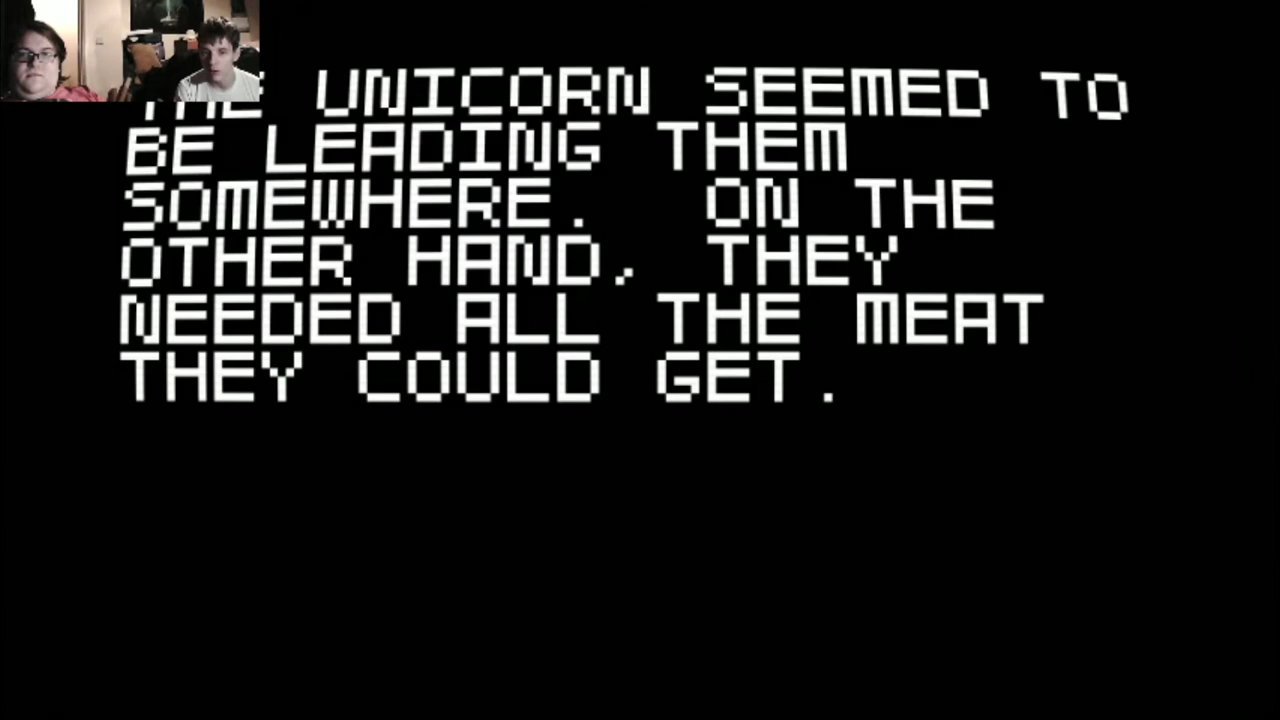 THE UNICORN SEEMED TO
BE LEADING THEM
SOMEWHERE. ON THE
OTHER HAND, THEY
NEEDED ALL THE MEAT
THEY COULD GET.